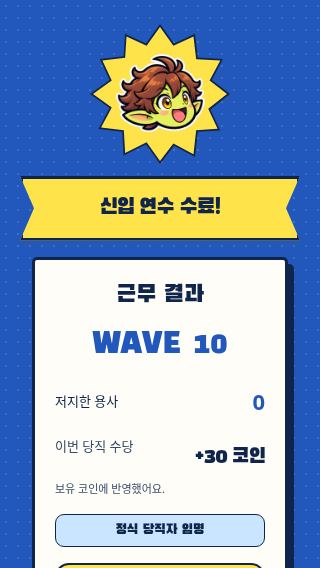 신입 연수 수료!
근무 결과
WAVE 10
저지한 용사 0
이번 당직 수당 +30 코인
보유 코인에 반영했어요.
정식 당직자 임명